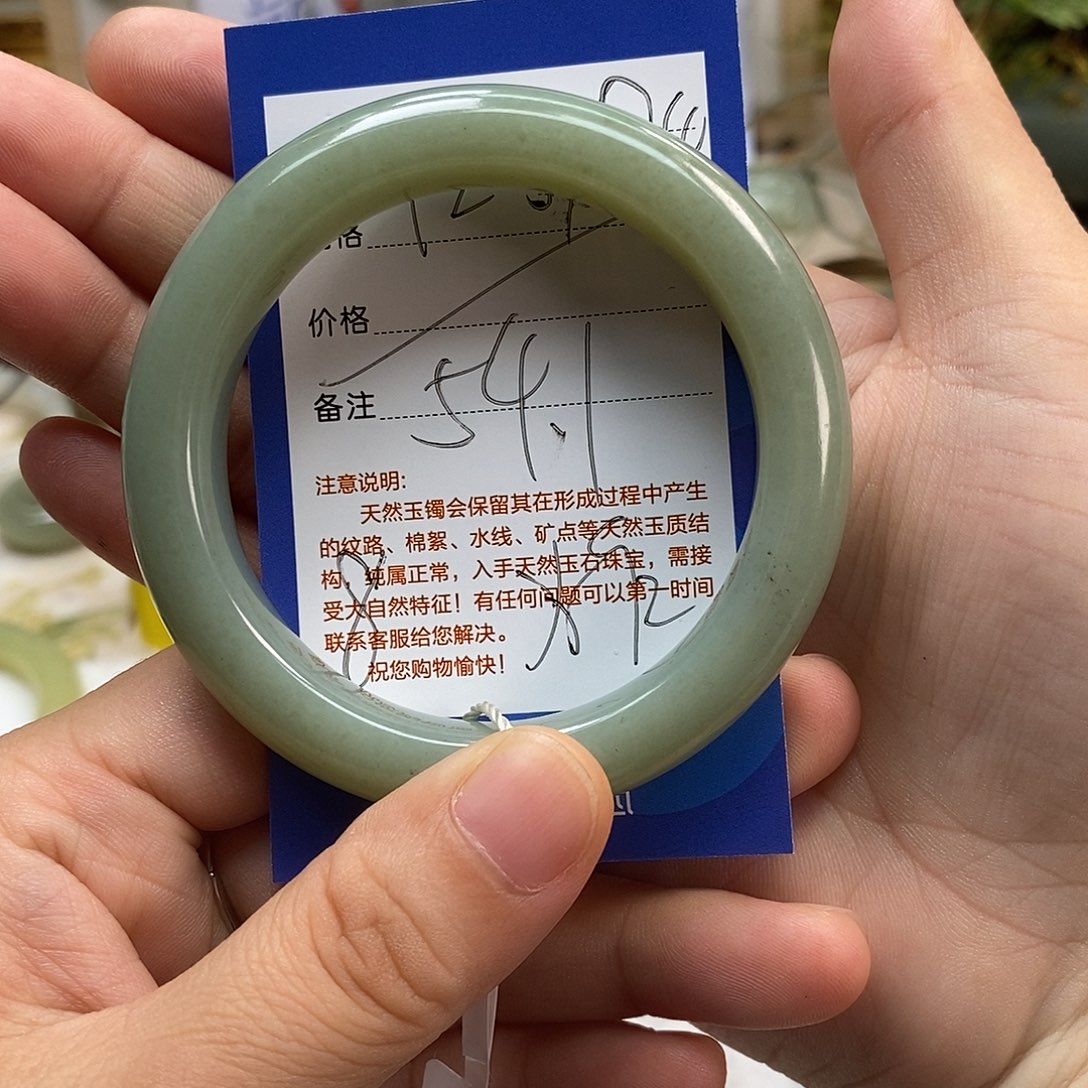 格
价格
备注 54.1
注意说明:
天然玉镯会保留其在形成过程中产生
的纹路、棉絮、水线、矿点等天然玉质结
构，纯属正常，入手天然玉石珠宝，需接
受大自然特征！有任何问题可以第一时间
联系客服给您解决。
祝您购物愉快！
8